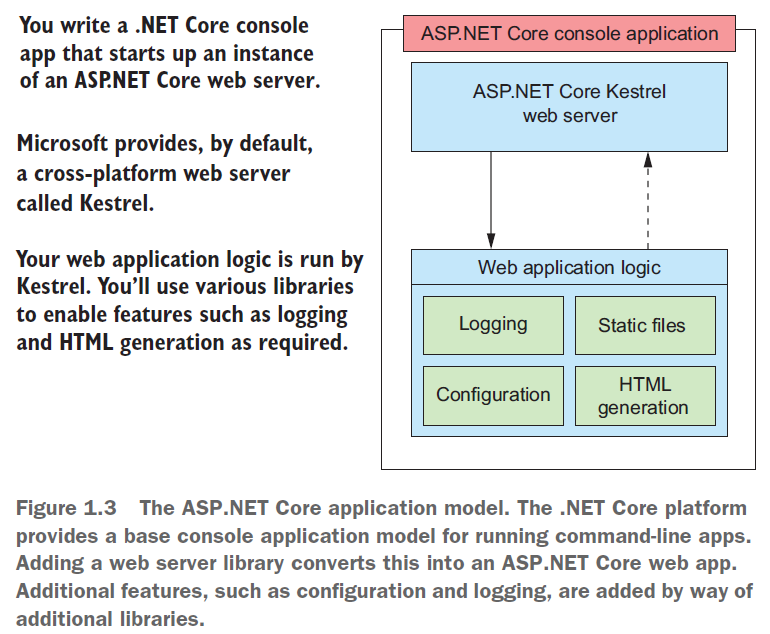 You write a .NET Core console
app that starts up an instance
of an ASP.NET Core web server.
Microsoft provides, by default,
a cross-platform web server
called Kestrel.
Your web application logic is run by
Kestrel. You’ll use various libraries
to enable features such as logging
and HTML generation as required.
ASP.NET Core console application
ASP.NET Core Kestrel
web server
Web application logic
Logging
Static files
Configuration
HTML
generation
Figure 1.3 The ASP.NET Core application model. The .NET Core platform
provides a base console application model for running command-line apps.
Adding a web server library converts this into an ASP.NET Core web app.
Additional features, such as configuration and logging, are added by way of
additional libraries.